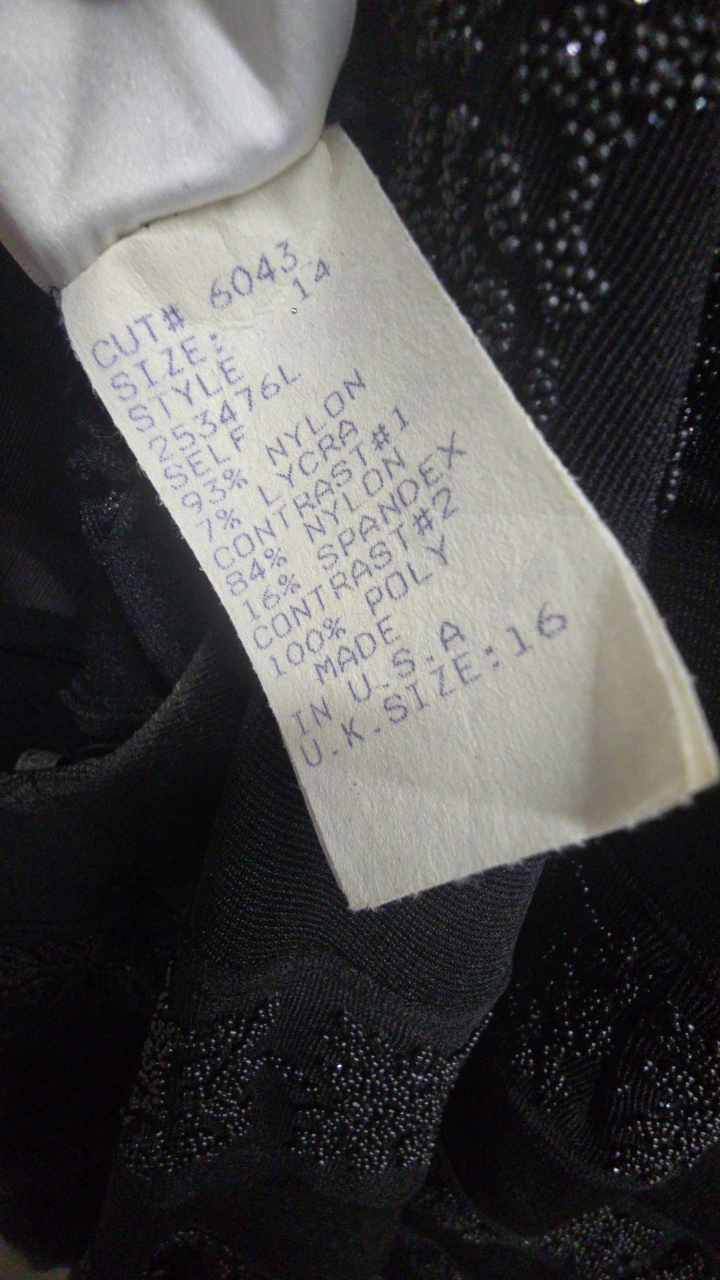 CUT# 6043
SIZE: 14
STYLE
253476L
SELF
93% NYLON
7% LYCRA
CONTRAST#1
84% NYLON
16% SPANDEX
CONTRAST#2
100% POLY
MADE
IN U.S.A
U.K.SIZE:16